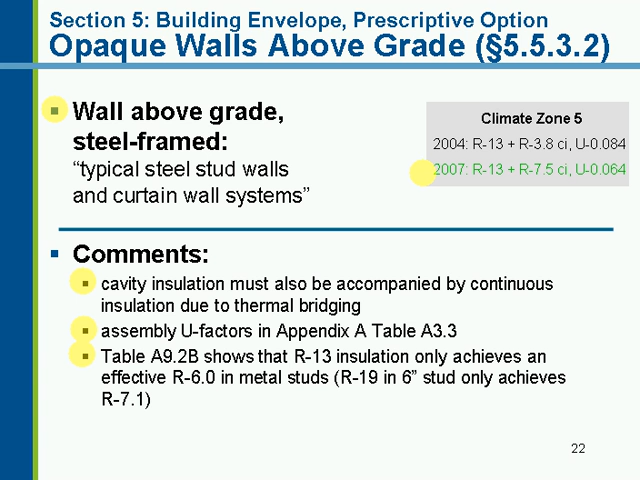 Section 5: Building Envelope, Prescriptive Option
Opaque Walls Above Grade (§5.5.3.2)
▪ Wall above grade,
steel-framed:
“typical steel stud walls
and curtain wall systems”
Climate Zone 5
2004: R-13 + R-3.8 ci, U-0.084
2007: R-13 + R-7.5 ci, U-0.064
▪ Comments:
▪ cavity insulation must also be accompanied by continuous
insulation due to thermal bridging
▪ assembly U-factors in Appendix A Table A3.3
▪ Table A9.2B shows that R-13 insulation only achieves an
effective R-6.0 in metal studs (R-19 in 6” stud only achieves
R-7.1)
22